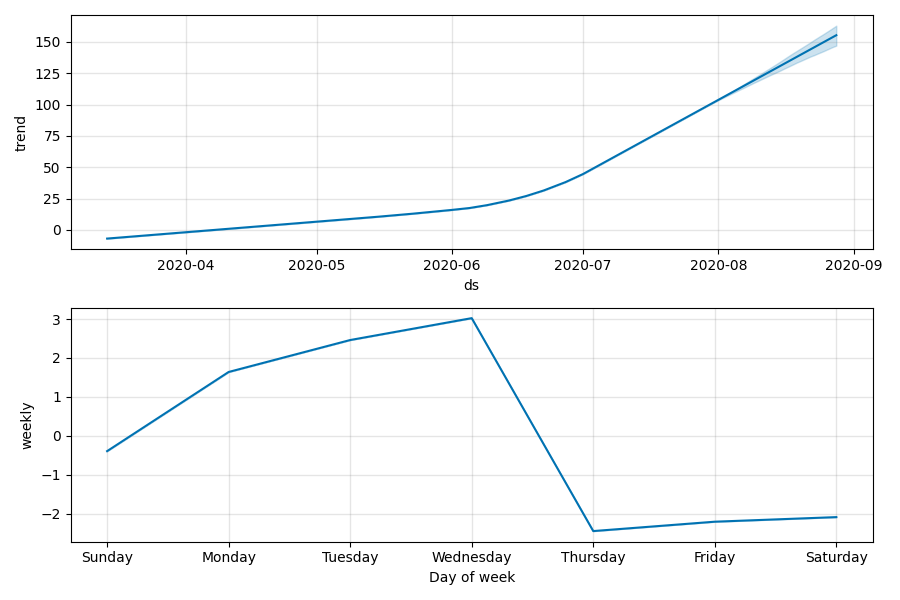 150
125
100
75
50
25
0
trend
2020-04 2020-05 2020-06 2020-07 2020-08 2020-09
ds
3
2
1
0
−1
−2
weekly
Sunday Monday Tuesday Wednesday Thursday Friday Saturday
Day of week